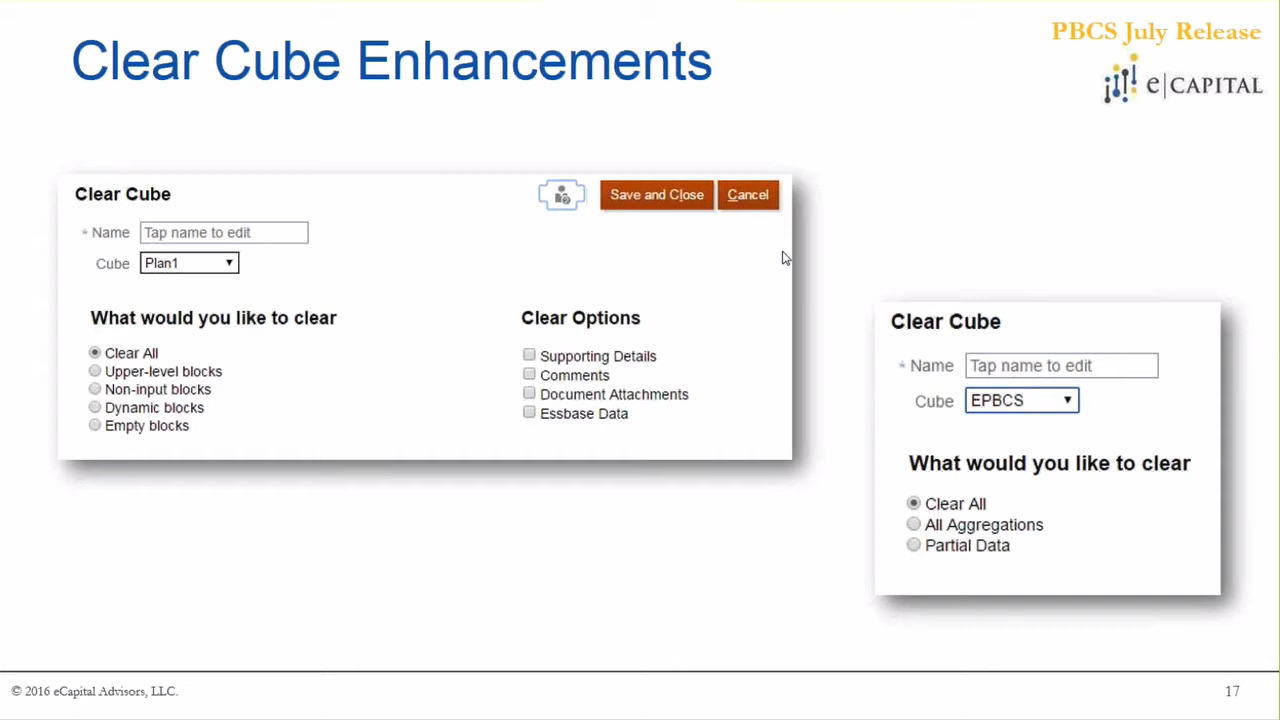 Clear Cube Enhancements
PBCS July Release
e|CAPITAL
Clear Cube
Save and Close
Cancel
* Name Tap name to edit
Cube Plan1
What would you like to clear
Clear All
Upper-level blocks
Non-input blocks
Dynamic blocks
Empty blocks
Clear Options
Supporting Details
Comments
Document Attachments
Essbase Data
Clear Cube
* Name Tap name to edit
Cube EPBCS
What would you like to clear
Clear All
All Aggregations
Partial Data
© 2016 eCapital Advisors, LLC.
17